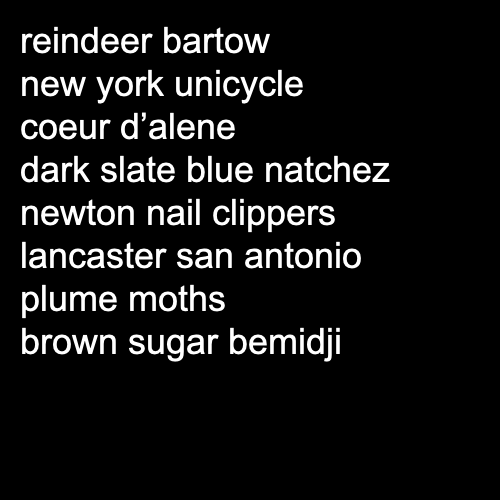 reindeer bartow
new york unicycle
coeur d’alene
dark slate blue natchez
newton nail clippers
lancaster san antonio
plume moths
brown sugar bemidji